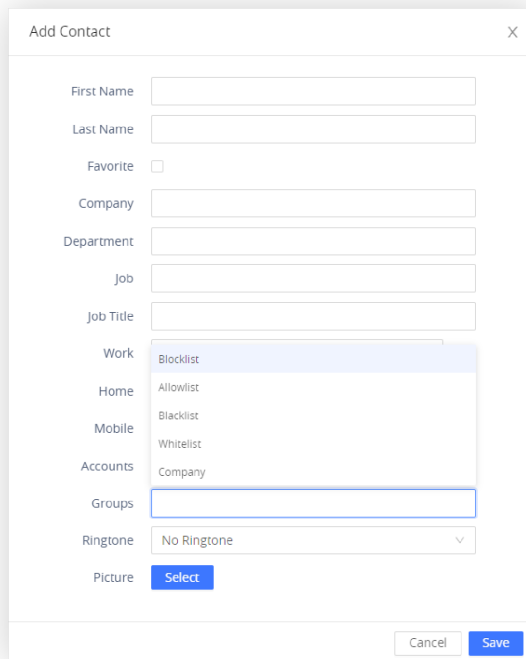 Add Contact
First Name
Last Name
Favorite
Company
Department
Job
Job Title
Work
Blocklist
Home
Allowlist
Mobile
Blacklist
Whitelist
Accounts
Company
Groups
Ringtone No Ringtone
Picture Select
Cancel Save